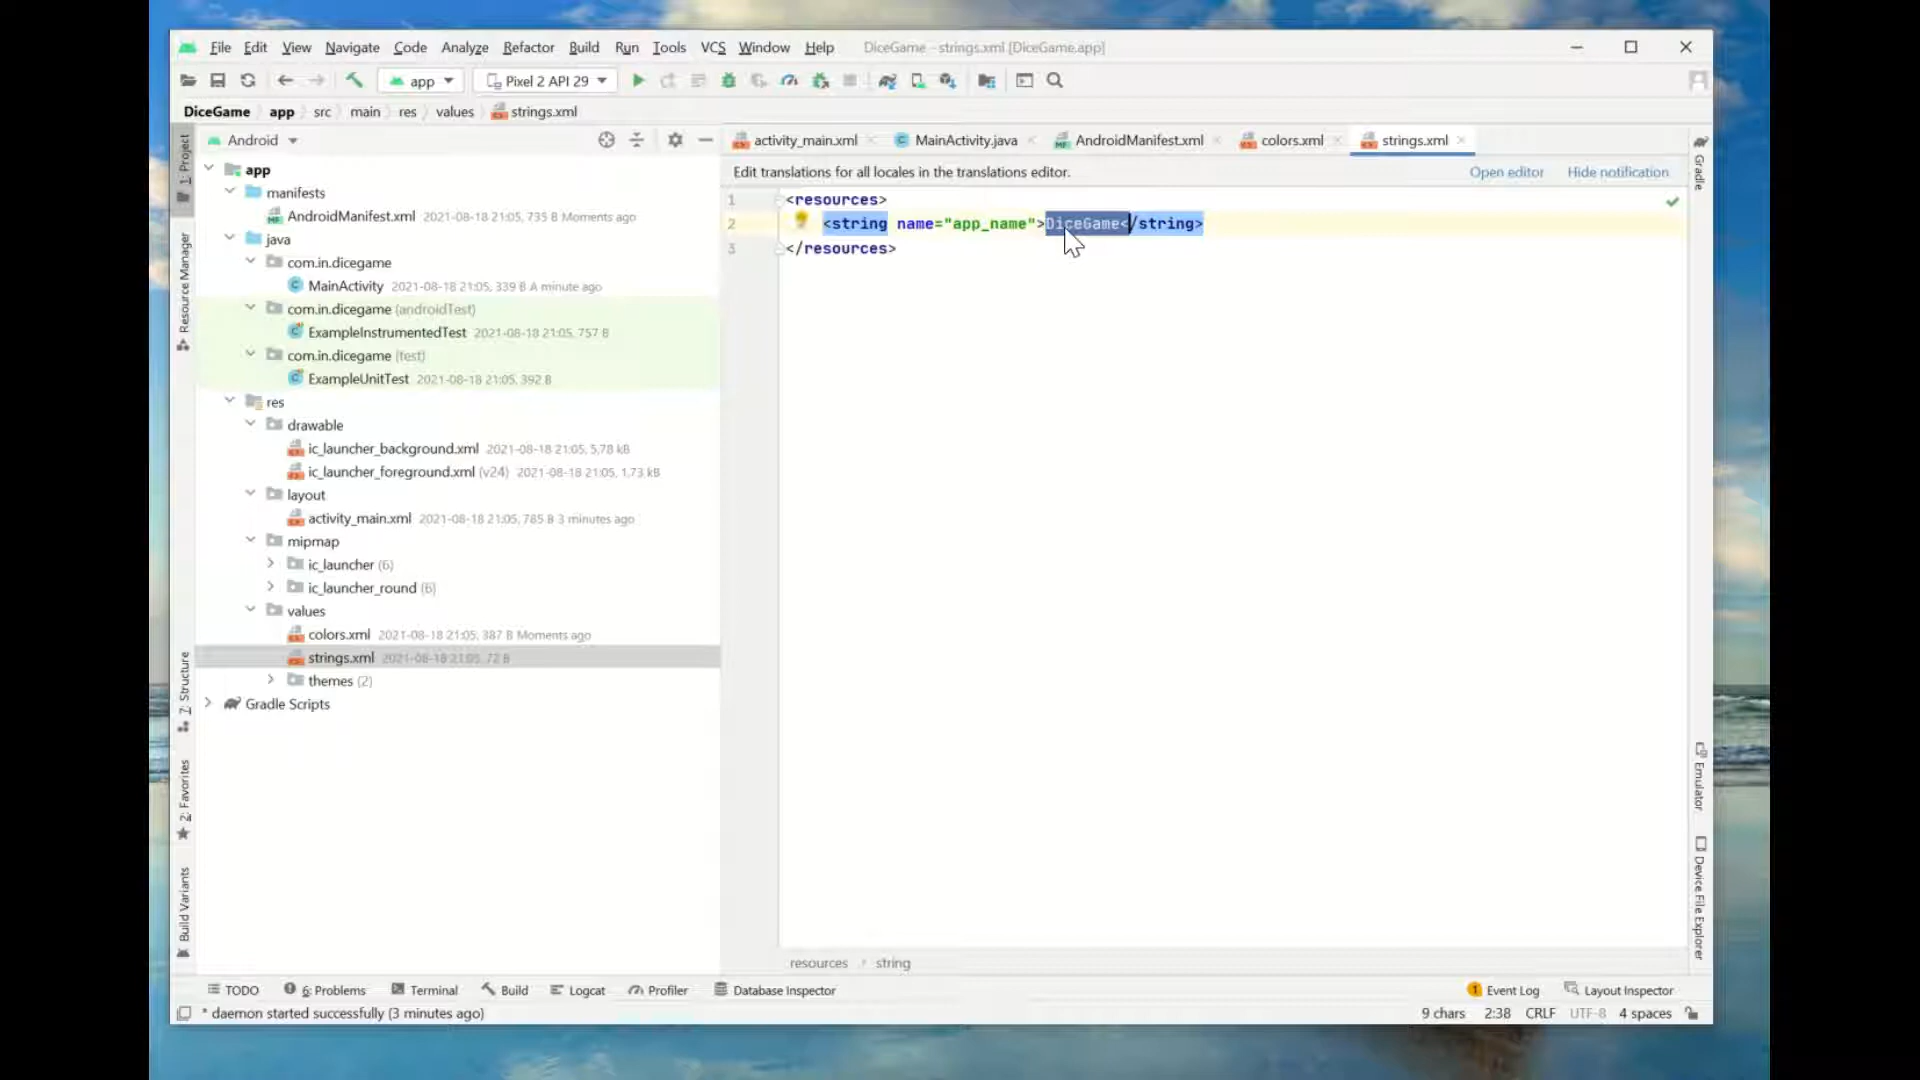 File Edit View Navigate Code Analyze Refactor Build Run Tools VCS Window Help DiceGame - strings.xml [DiceGame.app]
app Pixel 2 API 29
DiceGame app src main res values strings.xml
Android
activity_main.xml MainActivity.java AndroidManifest.xml colors.xml strings.xml
Edit translations for all locales in the translations editor. Open editor Hide notification
1: Project
Resource Manager
7: Structure
2: Favorites
Build Variants
app
manifests
AndroidManifest.xml 2021-08-18 21:05, 735 B Moments ago
java
com.in.dicegame
MainActivity 2021-08-18 21:05, 339 B A minute ago
com.in.dicegame (androidTest)
ExampleInstrumentedTest 2021-08-18 21:05, 757 B
com.in.dicegame (test)
ExampleUnitTest 2021-08-18 21:05, 392 B
res
drawable
ic_launcher_background.xml 2021-08-18 21:05, 5,78 kB
ic_launcher_foreground.xml (v24) 2021-08-18 21:05, 1,73 kB
layout
activity_main.xml 2021-08-18 21:05, 785 B 3 minutes ago
mipmap
ic_launcher (6)
ic_launcher_round (6)
values
colors.xml 2021-08-18 21:05, 387 B Moments ago
strings.xml 2021-08-18 21:05, 72 B
themes (2)
Gradle Scripts
1 <resources>
2 <string name="app_name">DiceGame</string>
3 </resources>
Gradle
Emulator
Device File Explorer
resources string
TODO 6: Problems Terminal Build Logcat Profiler Database Inspector 1 Event Log Layout Inspector
* daemon started successfully (3 minutes ago) 9 chars 2:38 CRLF UTF-8 4 spaces